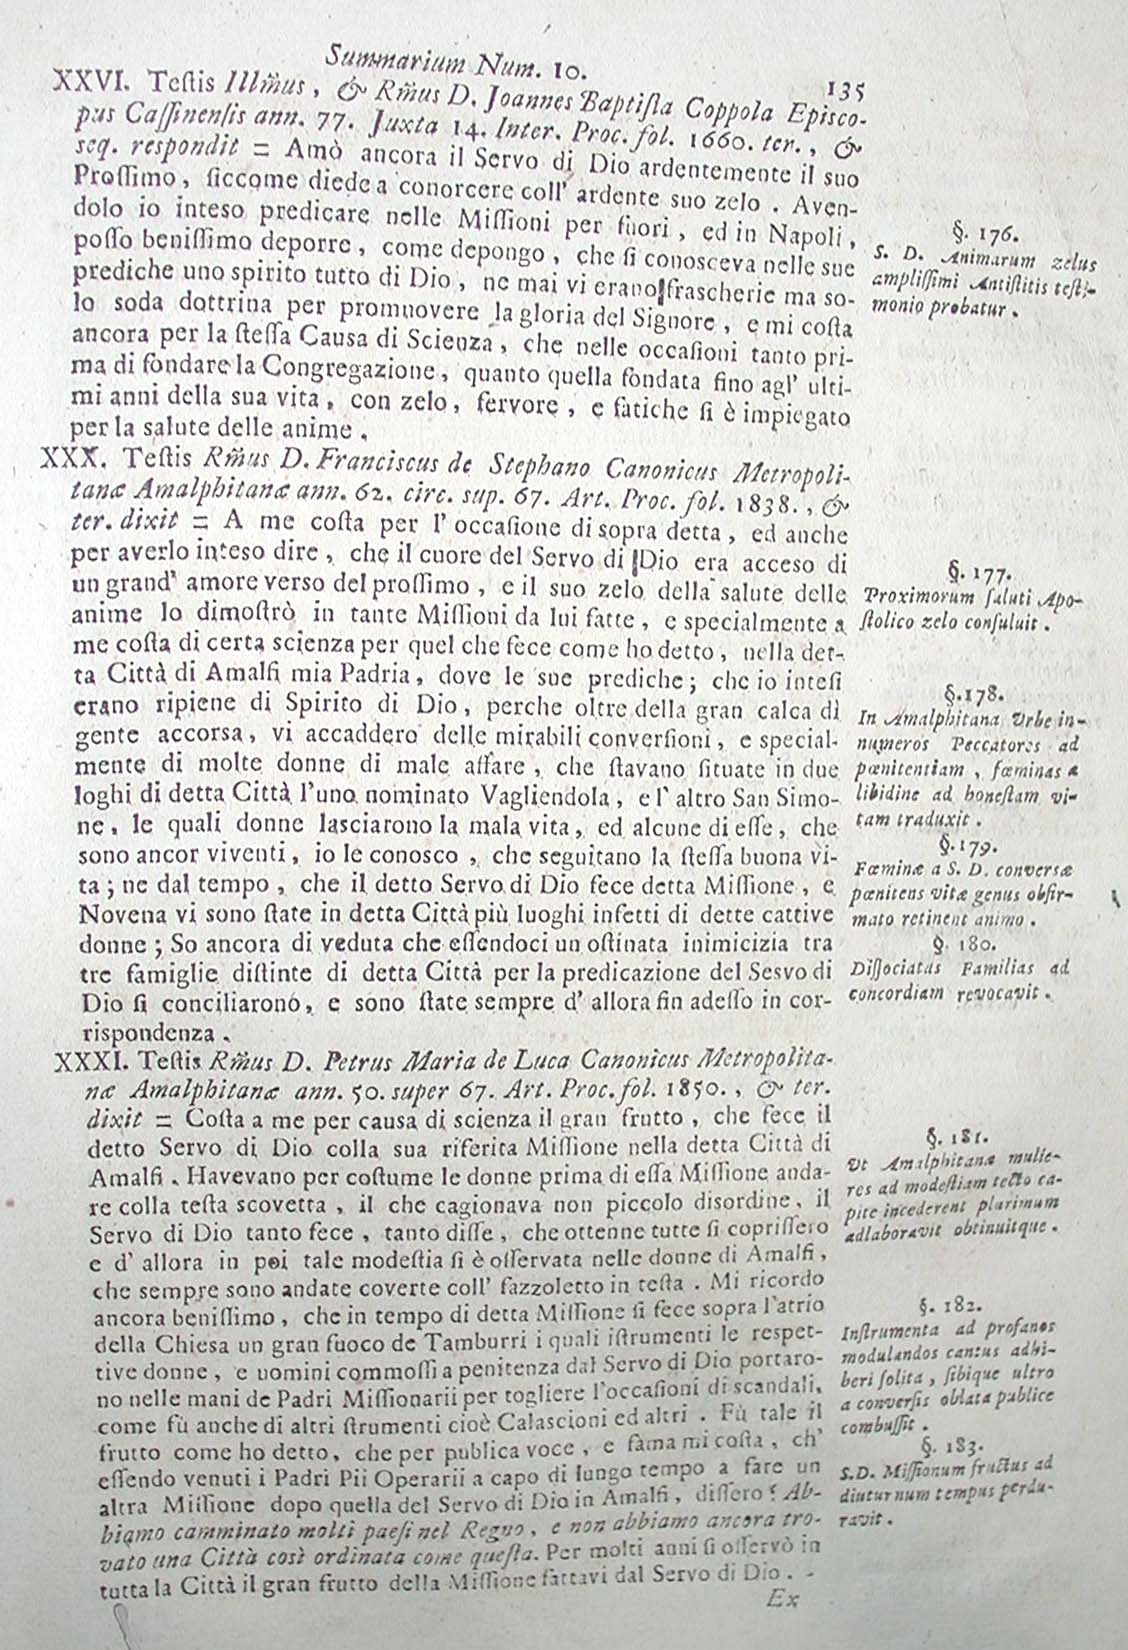 Summarium Num. 10.
135
XXVI. Teſtis Illm̃us, & Rm̃us D. Joannes Baptiſta Coppola Episco-
pus Caſſinenſis ann. 77. Juxta 14. Inter. Proc. fol. 1660. ter., &
seq. respondit = Amò ancora il Servo di Dio ardentemente il suo
Proſſimo, ſiccome diede a conorcere coll' ardente suo zelo. Aven-
dolo io inteso predicare nelle Miſſioni per fuori, ed in Napoli,
poſſo beniſſimo deporre, come depongo, che ſi conosceva nelle sue
prediche uno spirito tutto di Dio, ne mai vi erano frascherie ma so-
lo soda dottrina per promuovere la gloria del Signore, e mi coſta
ancora per la ſteſſa Causa di Scienza, che nelle occaſioni tanto pri-
ma di fondare la Congregazione, quanto quella fondata fino agl' ulti-
mi anni della sua vita, con zelo, fervore, e fatiche ſi è impiegato
per la salute delle anime.
§. 176.
S. D. Animarum zelus
ampliſſimi Antiſtitis teſti-
monio probatur.
XXX. Teſtis Rm̃us D. Franciscus de Stephano Canonicus Metropoli-
tanæ Amalphitanæ ann. 62. circ. sup. 67. Art. Proc. fol. 1838., &
ter. dixit = A me coſta per l' occaſione di sopra detta, ed anche
per averlo inteso dire, che il cuore del Servo di Dio era acceso di
un grand' amore verso del proſſimo, e il suo zelo della salute delle
anime lo dimoſtrò in tante Miſſioni da lui fatte, e specialmente a
me coſta di certa scienza per quel che fece come ho detto, nella det-
ta Città di Amalfi mia Padria, dove le sue prediche; che io inteſi
erano ripiene di Spirito di Dio, perche oltre della gran calca di
gente accorsa, vi accaddero delle mirabili converſioni, e special-
mente di molte donne di male affare, che ſtavano ſituate in due
loghi di detta Città l'uno nominato Vagliendola, e l' altro San Simo-
ne, le quali donne lasciarono la mala vita, ed alcune di eſſe, che
sono ancor viventi, io le conosco, che seguitano la ſteſſa buona vi-
ta; ne dal tempo, che il detto Servo di Dio fece detta Miſſione, e
Novena vi sono ſtate in detta Città più luoghi infetti di dette cattive
donne; So ancora di veduta che eſſendoci un oſtinata inimicizia tra
tre famiglie diſtinte di detta Città per la predicazione del Sesvo di
Dio ſi conciliarono, e sono ſtate sempre d' allora fin adeſſo in cor-
rispondenza.
§. 177.
Proximorum ſaluti Apo-
ſtolico zelo conſuluit.
§. 178.
In Amalphitana Urbe in-
numeros Peccatores ad
pœnitentiam, fœminas a
libidine ad honeſtam vi-
tam traduxit.
§. 179.
Fœminæ a S. D. conversæ
pœnitens vitæ genus obfir-
mato retinent animo.
§. 180.
Diſſociatas Familias ad
concordiam revocavit.
XXXI. Teſtis Rm̃us D. Petrus Maria de Luca Canonicus Metropolita-
næ Amalphitanæ ann. 50. super 67. Art. Proc. fol. 1850., & ter.
dixit = Coſta a me per causa di scienza il gran frutto, che fece il
detto Servo di Dio colla sua riferita Miſſione nella detta Città di
Amalfi. Havevano per coſtume le donne prima di eſſa Miſſione anda-
re colla teſta scovetta, il che cagionava non piccolo disordine, il
Servo di Dio tanto fece, tanto diſſe, che ottenne tutte ſi copriſſero
e d' allora in poi tale modeſtia ſi è oſſervata nelle donne di Amalfi,
che sempre sono andate coverte coll' fazzoletto in teſta. Mi ricordo
ancora beniſſimo, che in tempo di detta Miſſione ſi fece sopra l'atrio
della Chiesa un gran fuoco de Tamburri i quali iſtrumenti le respet-
tive donne, e uomini commoſſi a penitenza dal Servo di Dio portaro-
no nelle mani de Padri Miſſionarii per togliere l'occaſioni di scandali,
come fù anche di altri ſtrumenti cioè Calascioni ed altri. Fù tale il
frutto come ho detto, che per publica voce, e fama mi coſta, ch'
eſſendo venuti i Padri Pii Operarii a capo di lungo tempo a fare un
altra Miſſione dopo quella del Servo di Dio in Amalfi, diſſero: Ab-
biamo camminato molti paeſi nel Regno, e non abbiamo ancora tro-
vato una Città così ordinata come queſta. Per molti anni ſi oſſervò in
tutta la Città il gran frutto della Miſſione fattavi dal Servo di Dio. -
Ex
§. 181.
Ut Amalphitanæ mulie-
res ad modeſtiam tecto ca-
pite incederent plurimum
adlaboravit obtinuitque.
§. 182.
Inſtrumenta ad profanos
modulandos cantus adhi-
beri ſolita, ſibique ultro
a converſis oblata publice
combuſſit.
§. 183.
S.D. Miſſionum fructus ad
diuturnum tempus perdu-
ravit.